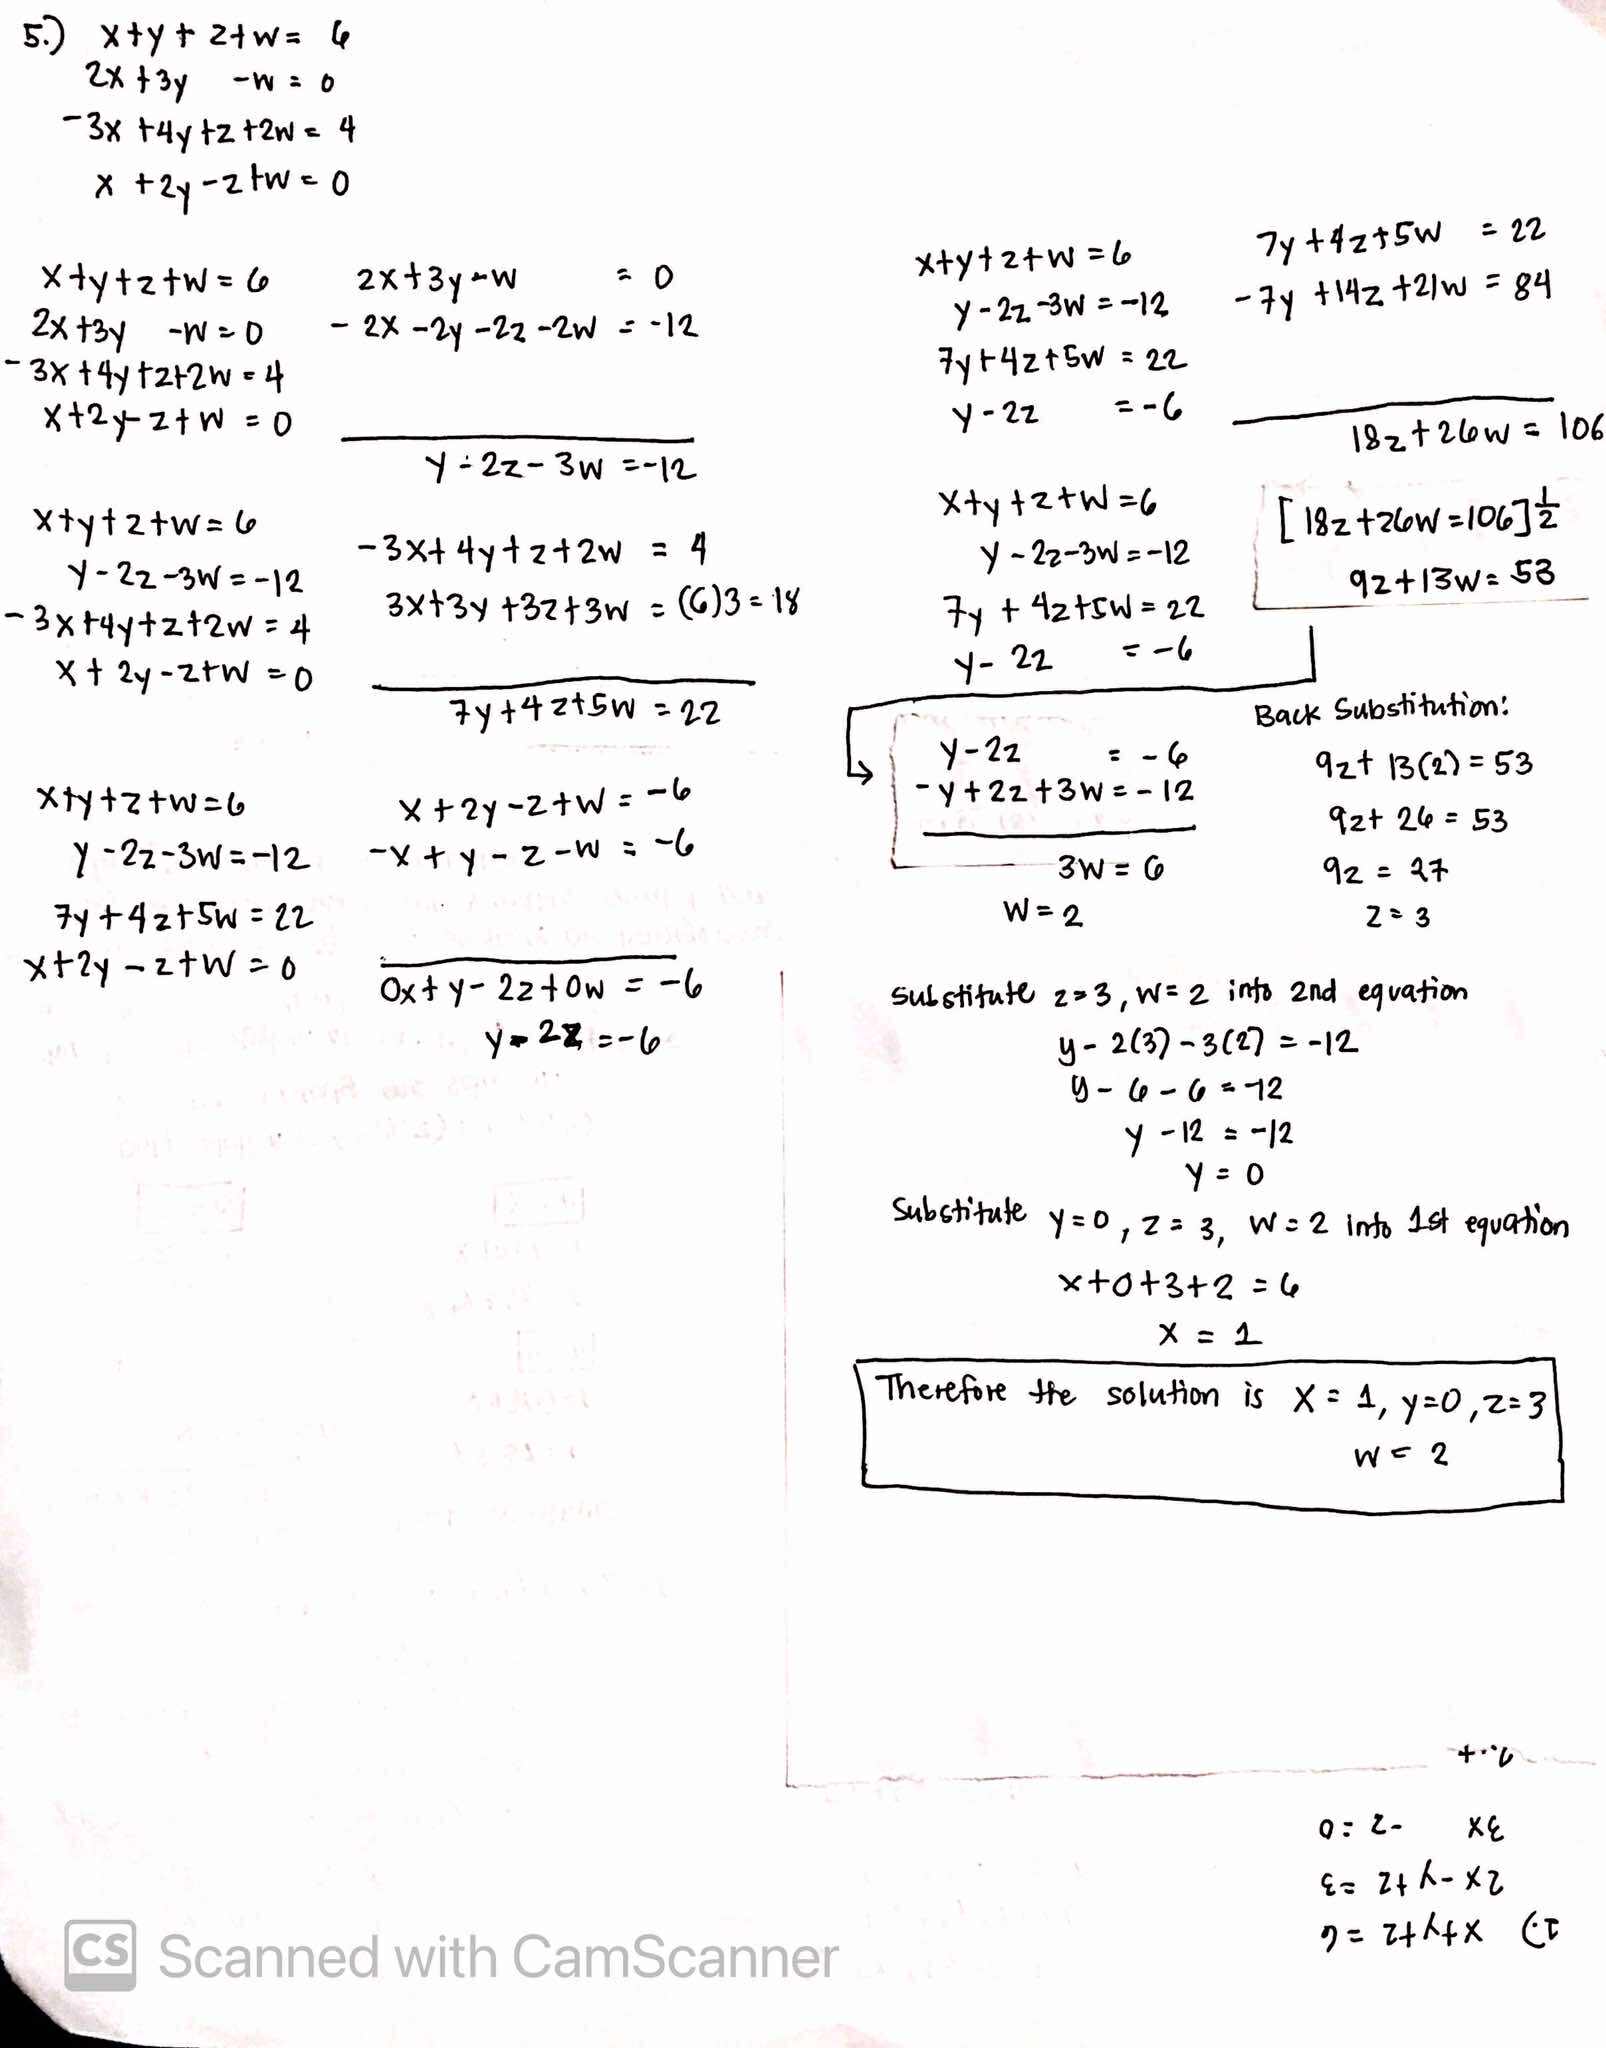 5.) x+y+z+w= 6
2x+3y -w = 0
-3x+4y+z+2w= 4
x +2y-z+w=0
x+y+z+w=6
2x+3y -w=0
-3x+4y+z+2w=4
x+2y-z+w=0
2x+3y-w = 0
-2x-2y-2z-2w = -12
y-2z-3w =-12
x+y+z+w=6
y-2z-3w=-12
-3x+4y+z+2w=4
x+2y-z+w=0
-3x+4y+z+2w = 4
3x+3y+3z+3w = (6)3=18
7y+4z+5w =22
x+y+z+w=6
y-2z-3w=-12
7y+4z+5w=22
x+2y-z+w=0
x+2y-z+w=-6
-x+y-z-w = -6
0x+y-2z+0w = -6
y-2z=-6
x+y+z+w=6
y-2z-3w=-12
7y+4z+5w = 22
y-2z =-6
7y+4z+5w = 22
-7y+14z+21w = 84
18z+26w = 106
x+y+z+w=6
y-2z-3w=-12
7y+4z+5w=22
y-2z =-6
[18z+26w=106]½
9z+13w=53
y-2z = -6
-y+2z+3w=-12
3w=6
w=2
Back Substitution:
9z+13(2)=53
9z+26=53
9z = 27
z=3
substitute z=3, w=2 into 2nd equation
y-2(3)-3(2)=-12
y-6-6=-12
y-12=-12
y=0
Substitute y=0, z=3, w=2 into 1st equation
x+0+3+2=6
x = 1
Therefore the solution is x=1, y=0, z=3
w=2
3x -z=0
2x-y+z=3
1.) x+y+z=6
CS Scanned with CamScanner